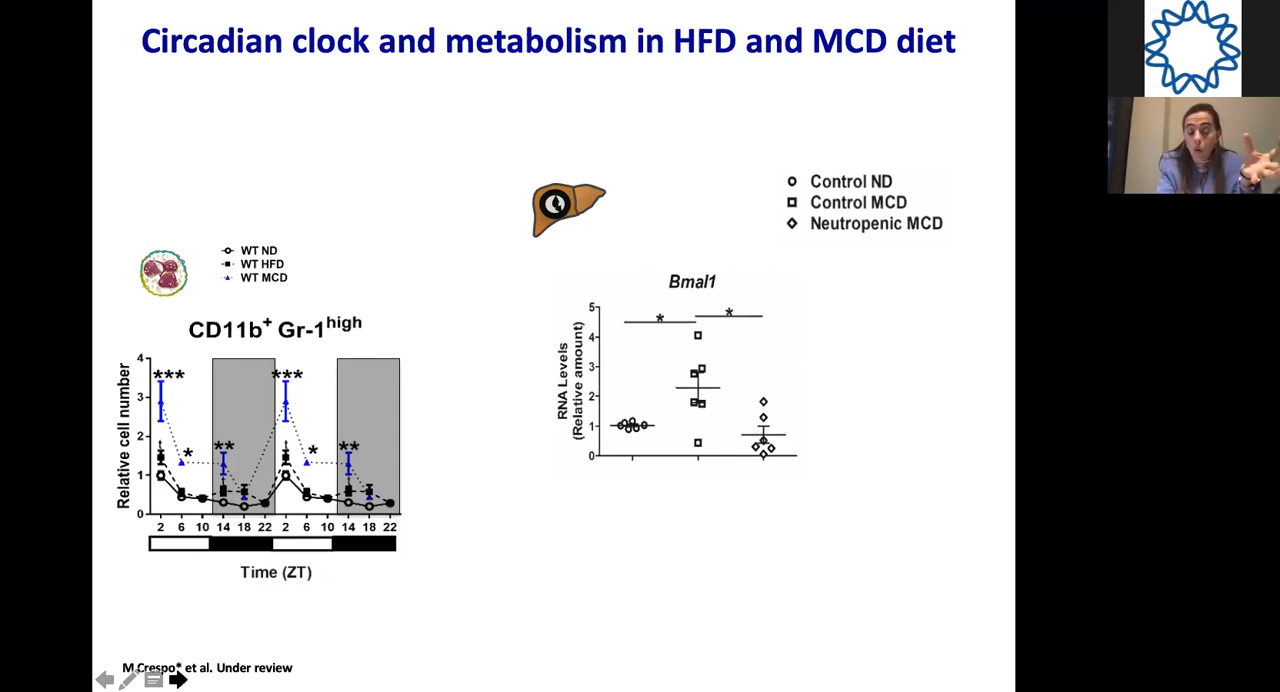 Circadian clock and metabolism in HFD and MCD diet
Control ND
Control MCD
Neutropenic MCD
WT ND
WT HFD
WT MCD
CD11b+ Gr-1high
Relative cell number
4
3
2
1
0
***
*
**
***
*
**
2 6 10 14 18 22 2 6 10 14 18 22
Time (ZT)
Bmal1
RNA Levels
(Relative amount)
5
4
3
2
1
0
*
*
M.Crespo* et al. Under review